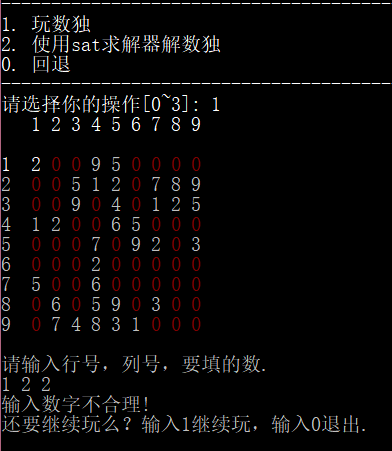 1. 玩数独
2. 使用sat求解器解数独
0. 回退
请选择你的操作[0~3]: 1
1 2 3 4 5 6 7 8 9
1 2 0 0 9 5 0 0 0 0
2 0 0 5 1 2 0 7 8 9
3 0 0 9 0 4 0 1 2 5
4 1 2 0 0 6 5 0 0 0
5 0 0 0 7 0 9 2 0 3
6 0 0 0 2 0 0 0 0 0
7 5 0 0 6 0 0 0 0 0
8 0 6 0 5 9 0 3 0 0
9 0 7 4 8 3 1 0 0 0
请输入行号，列号，要填的数.
1 2 2
输入数字不合理!
还要继续玩么？输入1继续玩，输入0退出.